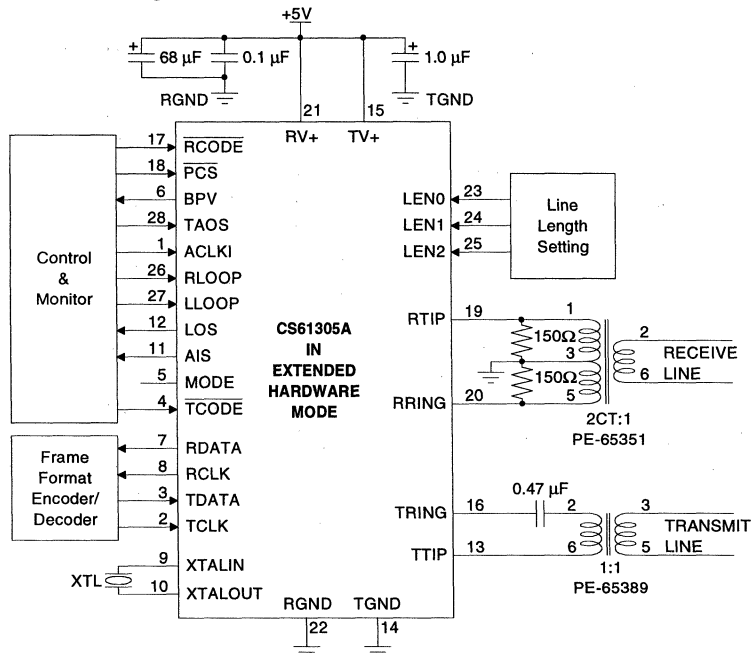 +5V
+
68 µF
0.1 µF
+
1.0 µF
RGND
TGND
21
15
RV+
TV+
17
RCODE
18
PCS
6
BPV
28
TAOS
1
ACLKI
26
RLOOP
27
LLOOP
12
LOS
11
AIS
5
MODE
4
TCODE
Control
&
Monitor
7
RDATA
8
RCLK
3
TDATA
2
TCLK
Frame
Format
Encoder/
Decoder
9
XTALIN
XTL
10
XTALOUT
CS61305A
IN
EXTENDED
HARDWARE
MODE
LEN0
23
LEN1
24
LEN2
25
Line
Length
Setting
RTIP
19
1
150Ω
3
150Ω
RRING
20
5
2
RECEIVE
6
LINE
2CT:1
PE-65351
TRING
16
0.47 µF
2
3
TRANSMIT
TTIP
13
6
5
LINE
1:1
PE-65389
RGND
TGND
22
14